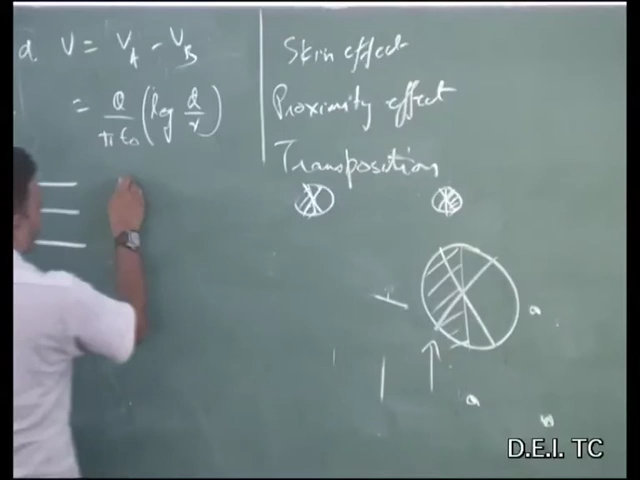 d. V = V_A - V_B
= Q/πε₀ (log d/r)
Skin effect
Proximity effect
Transposition
a
a
D.E.I. TC